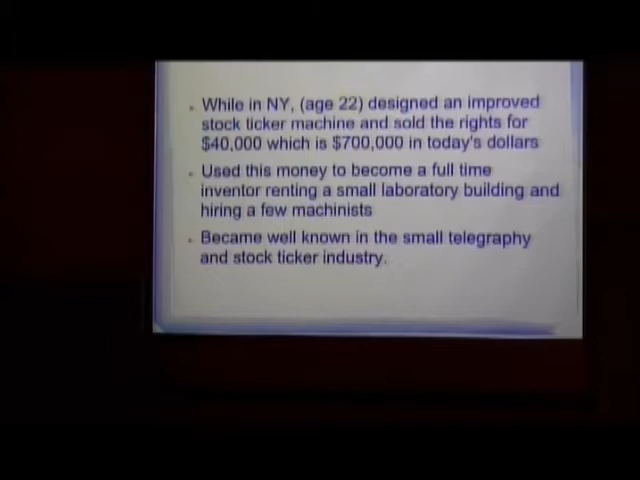 While in NY, (age 22) designed an improved
stock ticker machine and sold the rights for
$40,000 which is $700,000 in today's dollars
Used this money to become a full time
inventor renting a small laboratory building and
hiring a few machinists
Became well known in the small telegraphy
and stock ticker industry.